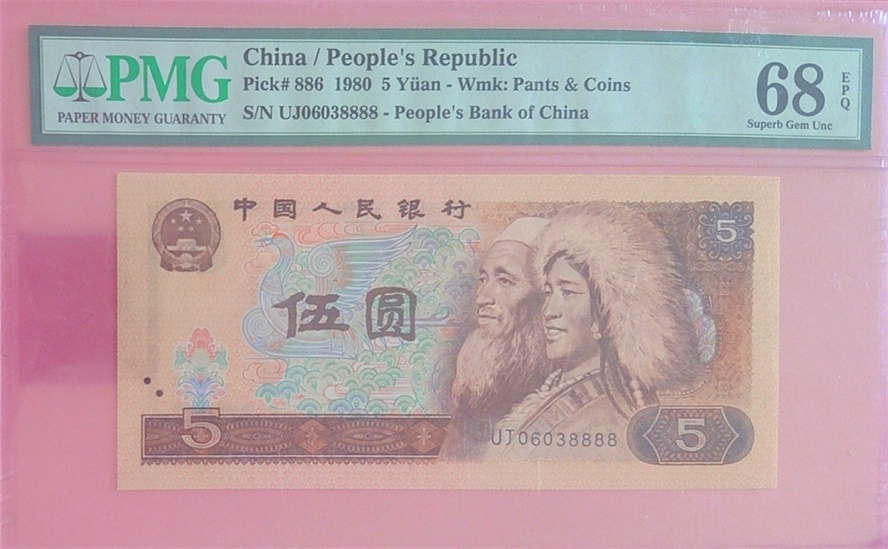 PMG
PAPER MONEY GUARANTY
China / People's Republic
Pick# 886 1980 5 Yüan - Wmk: Pants & Coins
S/N UJ06038888 - People's Bank of China
68
EPQ
Superb Gem Unc
中国人民银行
5
伍圆
5
UJ06038888
5